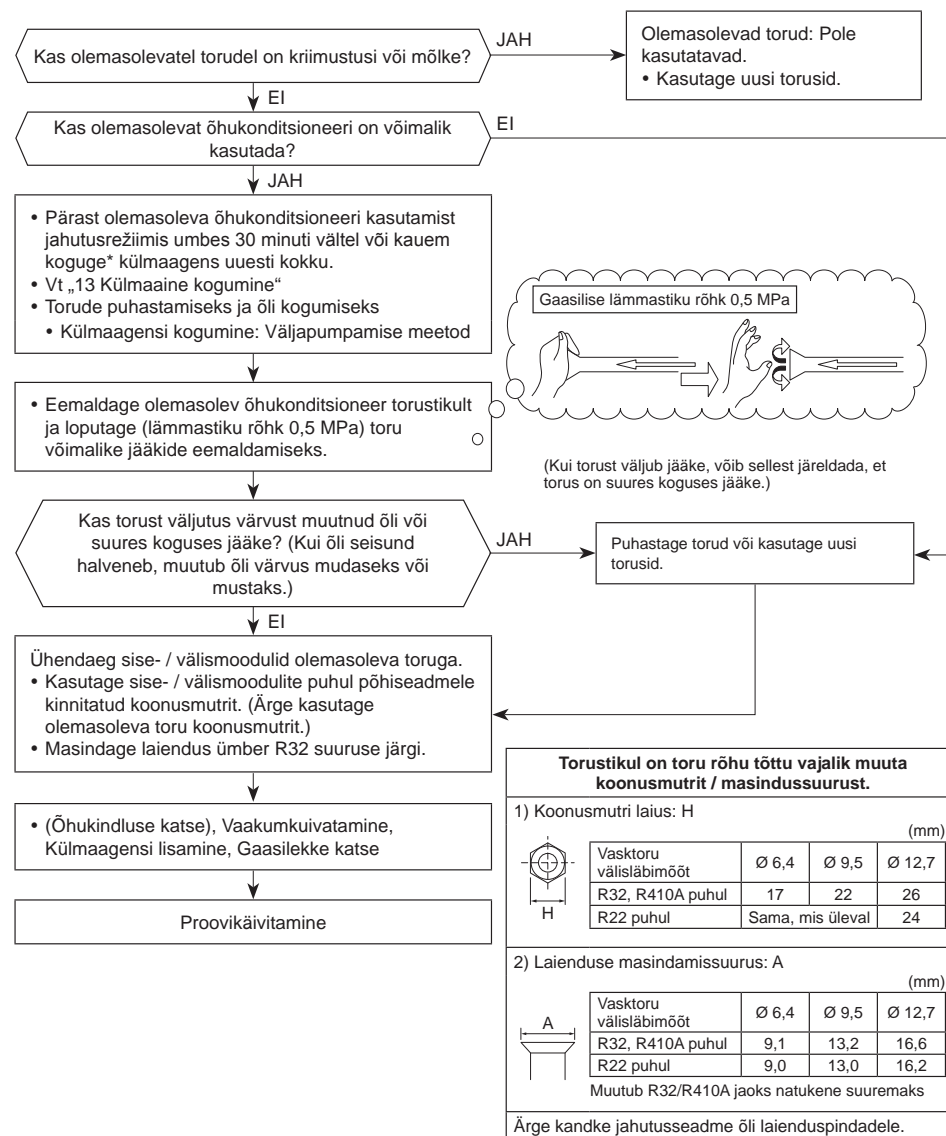 Kas olemasolevatel torudel on kriimustusi või mõlke?
JAH
Olemasolevad torud: Pole
kasutatavad.
• Kasutage uusi torusid.
EI
Kas olemasolevat õhukonditsioneeri on võimalik
kasutada?
EI
JAH
• Pärast olemasoleva õhukonditsioneeri kasutamist
jahutusrežiimis umbes 30 minuti vältel või kauem
koguge* külmaagens uuesti kokku.
• Vt „13 Külmaaine kogumine“
• Torude puhastamiseks ja õli kogumiseks
• Külmaagensi kogumine: Väljapumpamise meetod
Gaasilise lämmastiku rõhk 0,5 MPa
• Eemaldage olemasolev õhukonditsioneer torustikult
ja loputage (lämmastiku rõhk 0,5 MPa) toru
võimalike jääkide eemaldamiseks.
(Kui torust väljub jääke, võib sellest järeldada, et
torus on suures koguses jääke.)
Kas torust väljutus värvust muutnud õli või
suures koguses jääke? (Kui õli seisund
halveneb, muutub õli värvus mudaseks või
mustaks.)
JAH
Puhastage torud või kasutage uusi
torusid.
EI
Ühendaeg sise- / välismoodulid olemasoleva toruga.
• Kasutage sise- / välismoodulite puhul põhiseadmele
kinnitatud koonusmutrit. (Ärge kasutage
olemasoleva toru koonusmutrit.)
• Masindage laiendus ümber R32 suuruse järgi.
• (Õhukindluse katse), Vaakumkuivatamine,
Külmaagensi lisamine, Gaasilekke katse
Proovikäivitamine
Torustikul on toru rõhu tõttu vajalik muuta
koonusmutrit / masindussuurust.
1) Koonusmutri laius: H
(mm)
H
Vasktoru
välisläbimõõt Ø 6,4 Ø 9,5 Ø 12,7
R32, R410A puhul 17 22 26
R22 puhul Sama, mis üleval 24
2) Laienduse masindamissuurus: A
(mm)
A
Vasktoru
välisläbimõõt Ø 6,4 Ø 9,5 Ø 12,7
R32, R410A puhul 9,1 13,2 16,6
R22 puhul 9,0 13,0 16,2
Muutub R32/R410A jaoks natukene suuremaks
Ärge kandke jahutusseadme õli laienduspindadele.